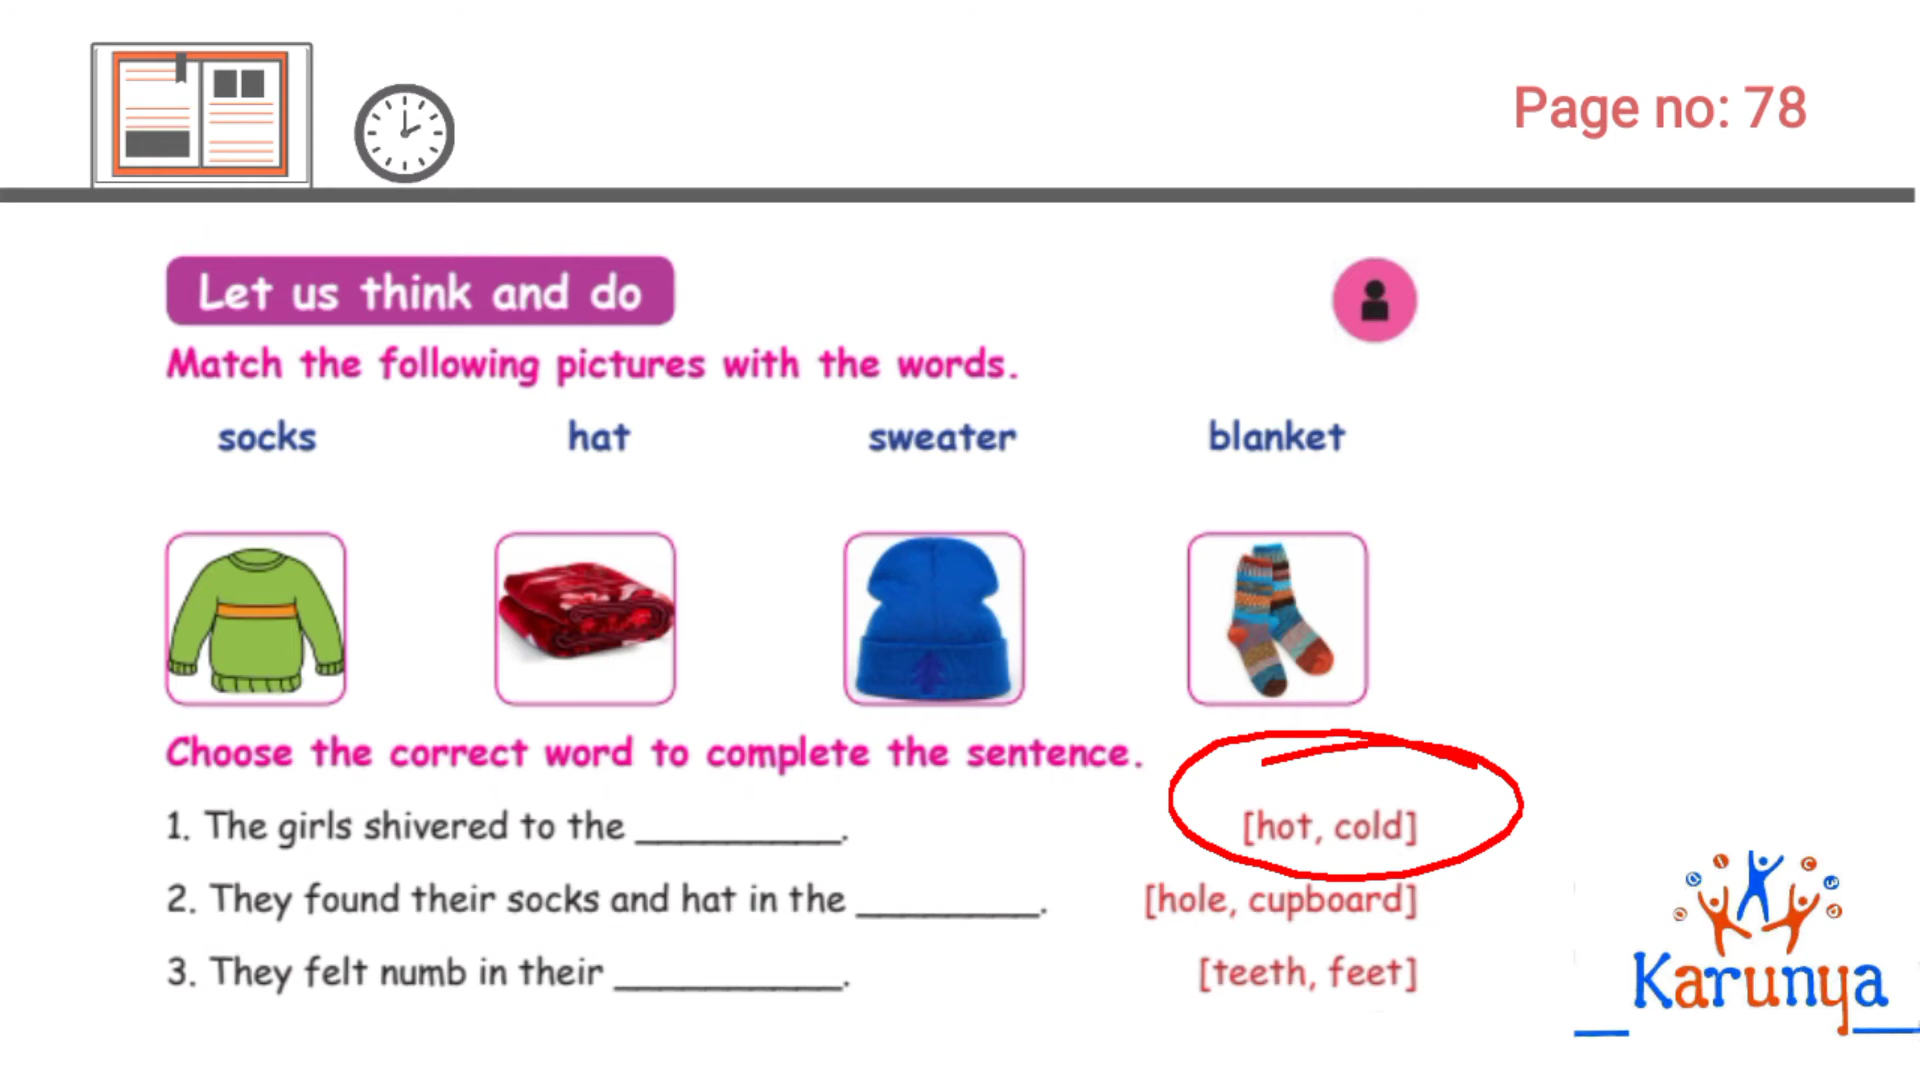 Page no: 78
Let us think and do
Match the following pictures with the words.
socks hat sweater blanket
Choose the correct word to complete the sentence.
1. The girls shivered to the _________. [hot, cold]
2. They found their socks and hat in the ________. [hole, cupboard]
3. They felt numb in their __________. [teeth, feet]
Karunya